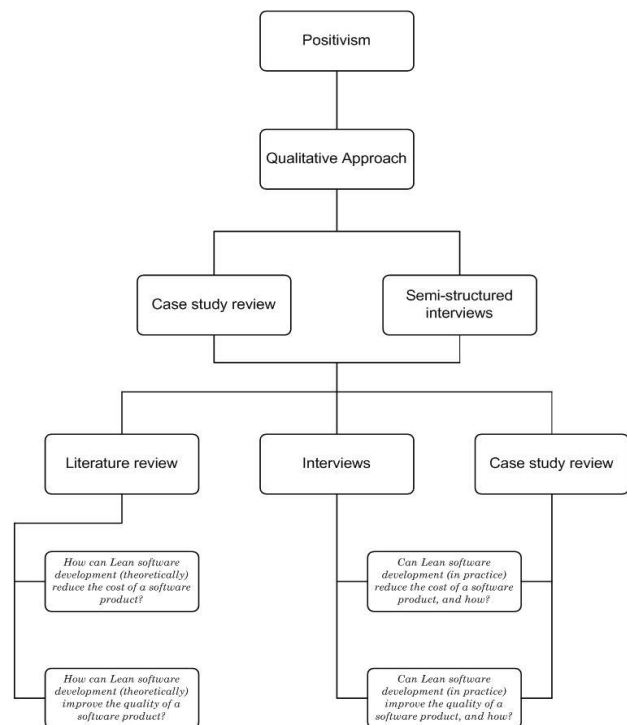 Positivism
Qualitative Approach
Case study review
Semi-structured
interviews
Literature review
Interviews
Case study review
How can Lean software
development (theoretically)
reduce the cost of a software
product?
Can Lean software
development (in practice)
reduce the cost of a software
product, and how?
How can Lean software
development (theoretically)
improve the quality of a
software product?
Can Lean software
development (in practice)
improve the quality of a
software product, and how?